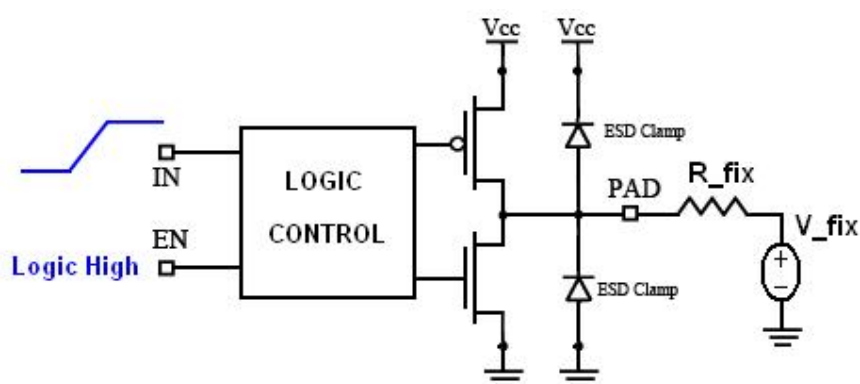 Vcc
Vcc
ESD Clamp
IN
LOGIC
CONTROL
R_fix
PAD
V_fix
+
−
EN
Logic High
ESD Clamp